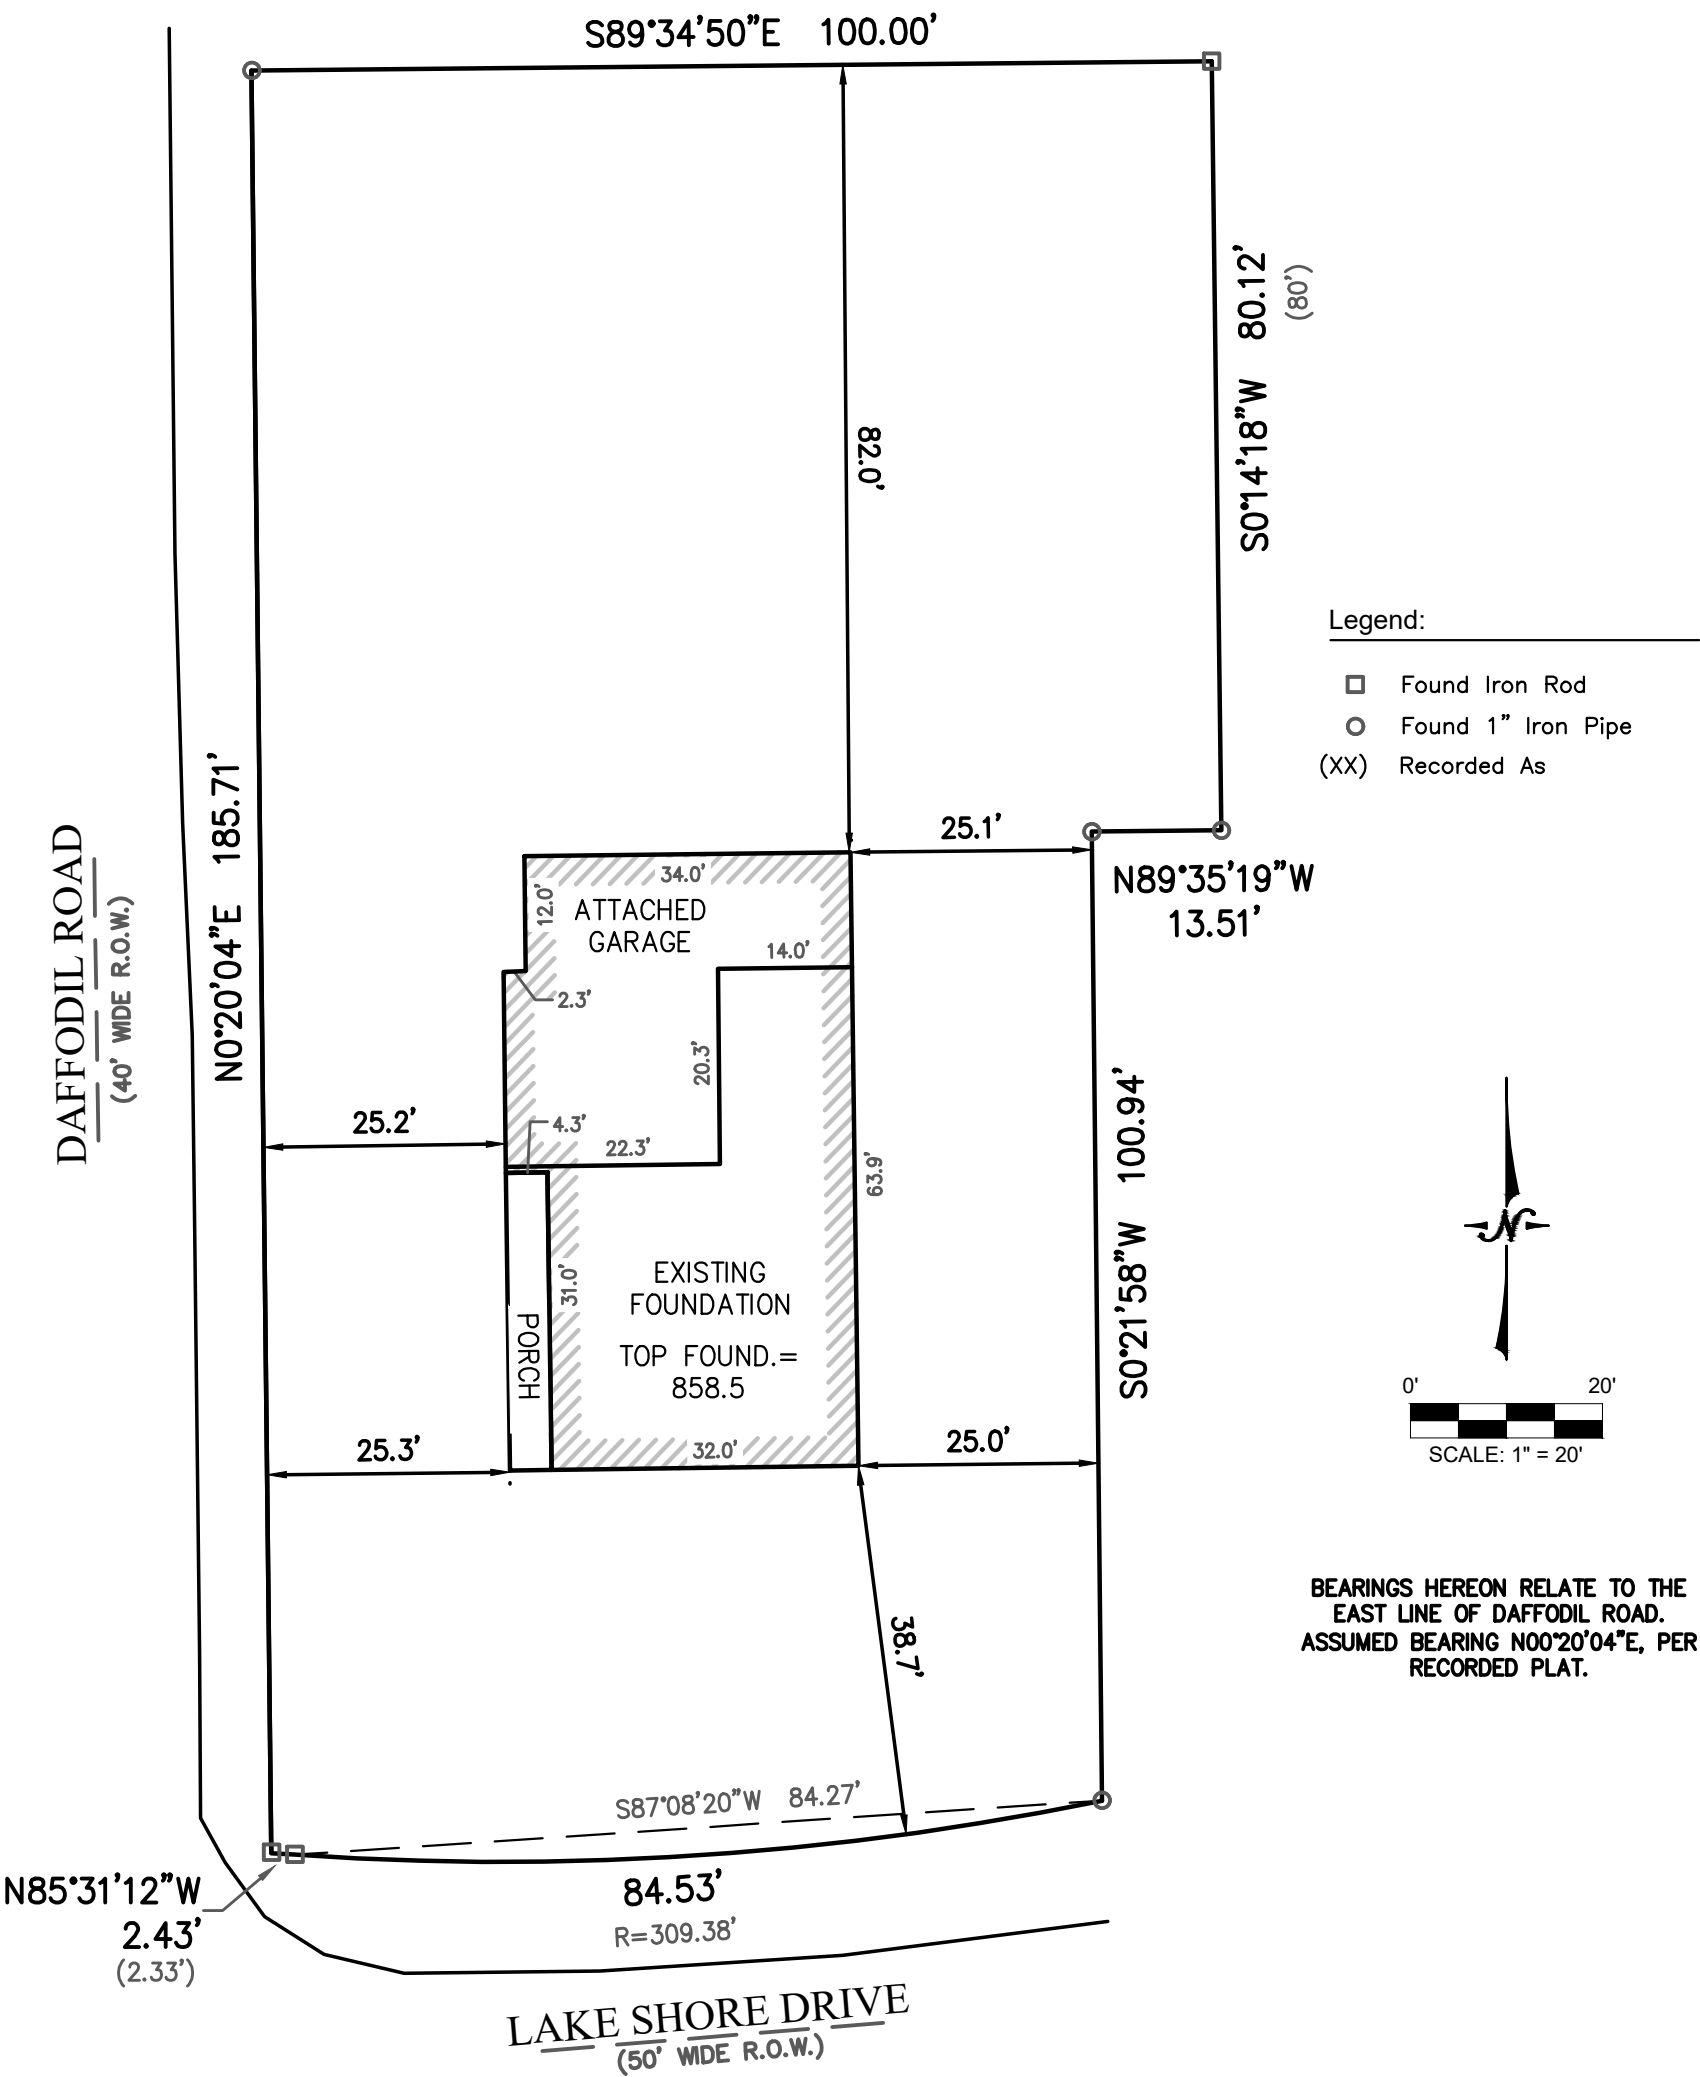 S89°34'50"E 100.00'
S0°14'18"W 80.12'
(80')
82.0'
Legend:
Found Iron Rod
Found 1" Iron Pipe
(XX) Recorded As
DAFFODIL ROAD
(40' WIDE R.O.W.)
N0°20'04"E 185.71'
25.1'
N89°35'19"W
13.51'
34.0'
12.0'
ATTACHED
GARAGE
14.0'
2.3'
20.3'
25.2'
4.3'
22.3'
63.9'
S0°21'58"W 100.94'
31.0'
PORCH
EXISTING
FOUNDATION
TOP FOUND.=
858.5
25.3'
32.0'
25.0'
N
0' 20'
SCALE: 1" = 20'
38.7'
BEARINGS HEREON RELATE TO THE
EAST LINE OF DAFFODIL ROAD.
ASSUMED BEARING N00°20'04"E, PER
RECORDED PLAT.
S87°08'20"W 84.27'
N85°31'12"W
2.43'
(2.33')
84.53'
R=309.38'
LAKE SHORE DRIVE
(50' WIDE R.O.W.)